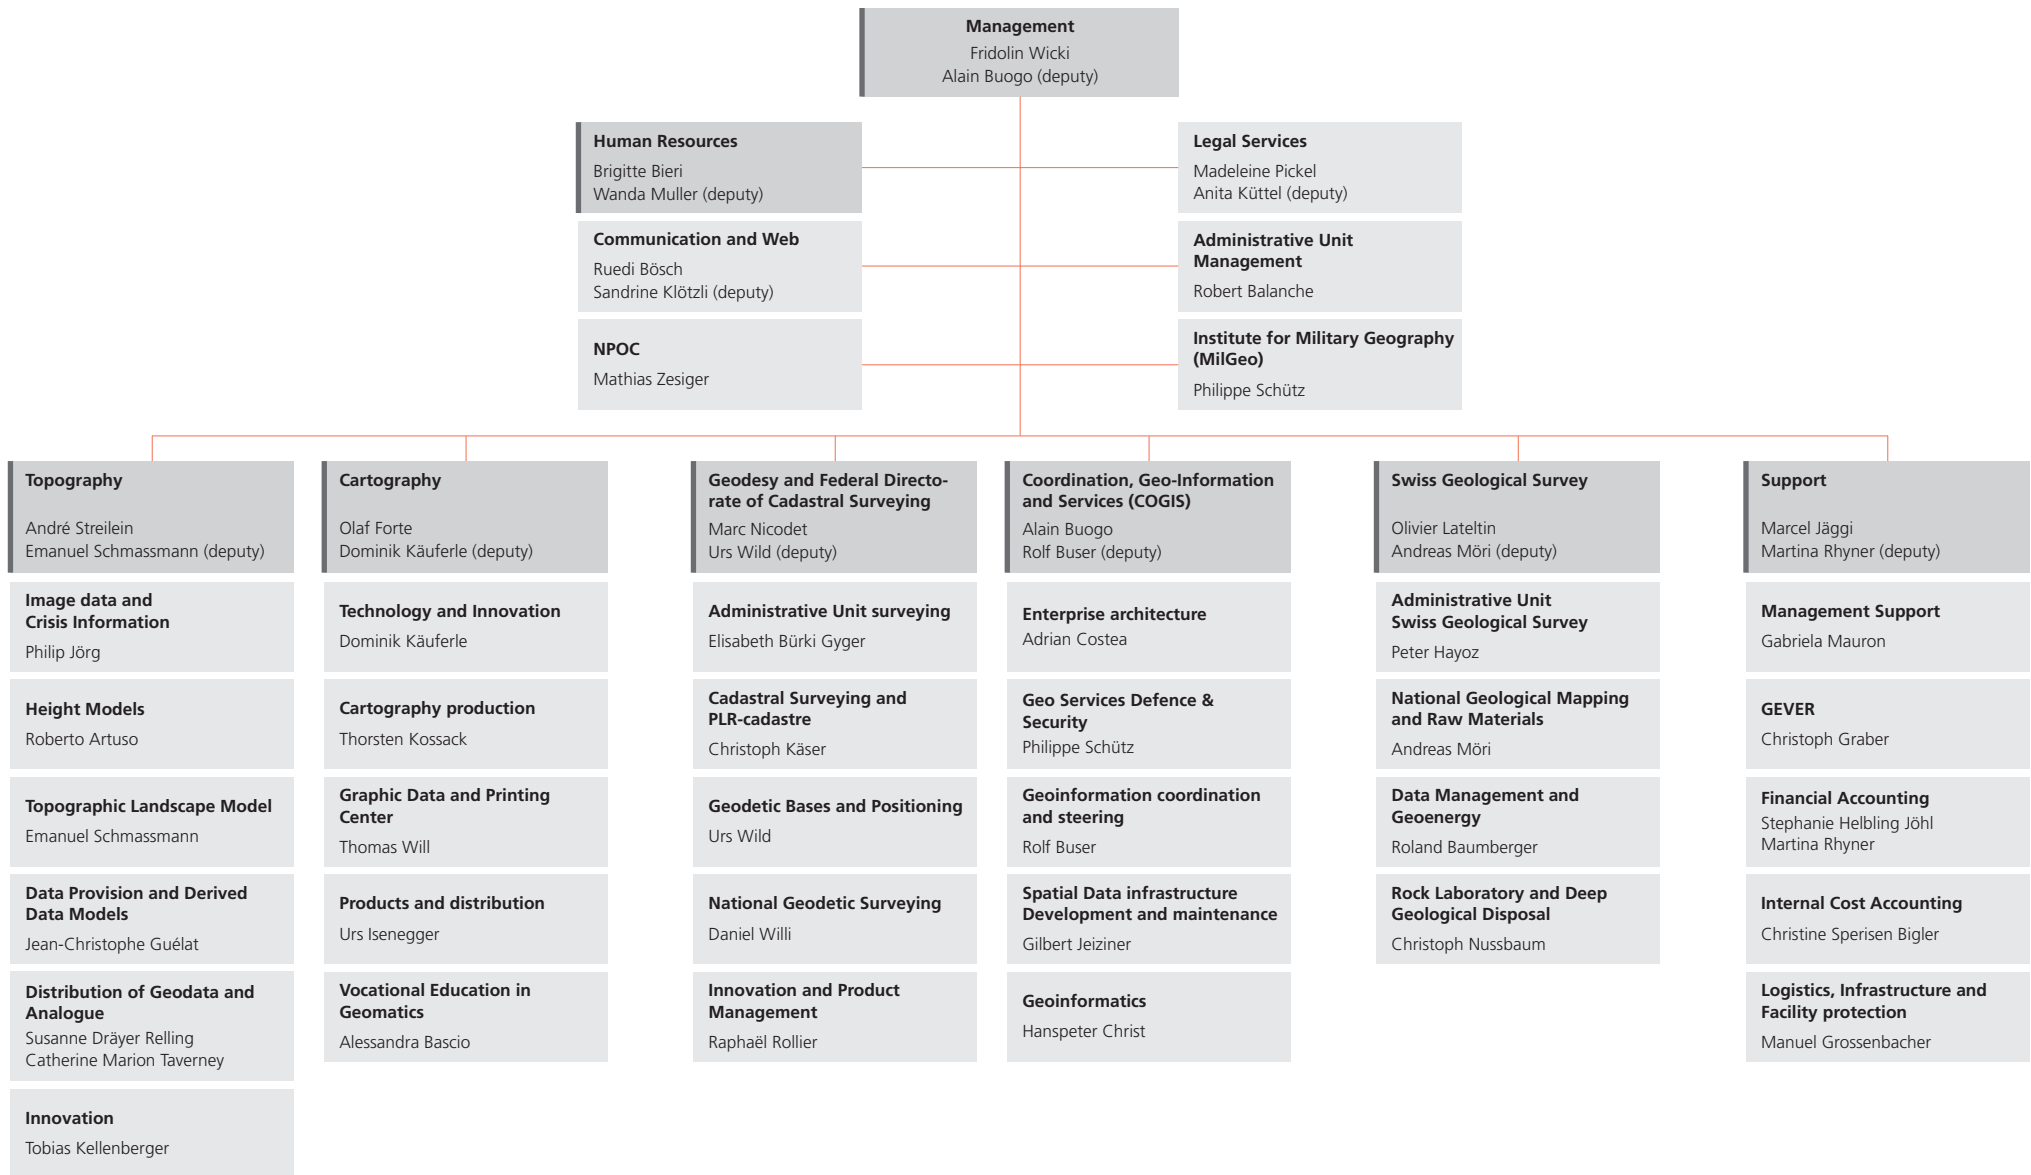 Management
Fridolin Wicki
Alain Buogo (deputy)
Human Resources
Brigitte Bieri
Wanda Muller (deputy)
Legal Services
Madeleine Pickel
Anita Küttel (deputy)
Communication and Web
Ruedi Bösch
Sandrine Klötzli (deputy)
Administrative Unit
Management
Robert Balanche
NPOC
Mathias Zesiger
Institute for Military Geography
(MilGeo)
Philippe Schütz
Topography
André Streilein
Emanuel Schmassmann (deputy)
Image data and
Crisis Information
Philip Jörg
Height Models
Roberto Artuso
Topographic Landscape Model
Emanuel Schmassmann
Data Provision and Derived
Data Models
Jean-Christophe Guélat
Distribution of Geodata and
Analogue
Susanne Dräyer Relling
Catherine Marion Taverney
Innovation
Tobias Kellenberger
Cartography
Olaf Forte
Dominik Käuferle (deputy)
Technology and Innovation
Dominik Käuferle
Cartography production
Thorsten Kossack
Graphic Data and Printing
Center
Thomas Will
Products and distribution
Urs Isenegger
Vocational Education in
Geomatics
Alessandra Bascio
Geodesy and Federal Directo-
rate of Cadastral Surveying
Marc Nicodet
Urs Wild (deputy)
Administrative Unit surveying
Elisabeth Bürki Gyger
Cadastral Surveying and
PLR-cadastre
Christoph Käser
Geodetic Bases and Positioning
Urs Wild
National Geodetic Surveying
Daniel Willi
Innovation and Product
Management
Raphaël Rollier
Coordination, Geo-Information
and Services (COGIS)
Alain Buogo
Rolf Buser (deputy)
Enterprise architecture
Adrian Costea
Geo Services Defence &
Security
Philippe Schütz
Geoinformation coordination
and steering
Rolf Buser
Spatial Data infrastructure
Development and maintenance
Gilbert Jeiziner
Geoinformatics
Hanspeter Christ
Swiss Geological Survey
Olivier Lateltin
Andreas Möri (deputy)
Administrative Unit
Swiss Geological Survey
Peter Hayoz
National Geological Mapping
and Raw Materials
Andreas Möri
Data Management and
Geoenergy
Roland Baumberger
Rock Laboratory and Deep
Geological Disposal
Christoph Nussbaum
Support
Marcel Jäggi
Martina Rhyner (deputy)
Management Support
Gabriela Mauron
GEVER
Christoph Graber
Financial Accounting
Stephanie Helbling Jöhl
Martina Rhyner
Internal Cost Accounting
Christine Sperisen Bigler
Logistics, Infrastructure and
Facility protection
Manuel Grossenbacher